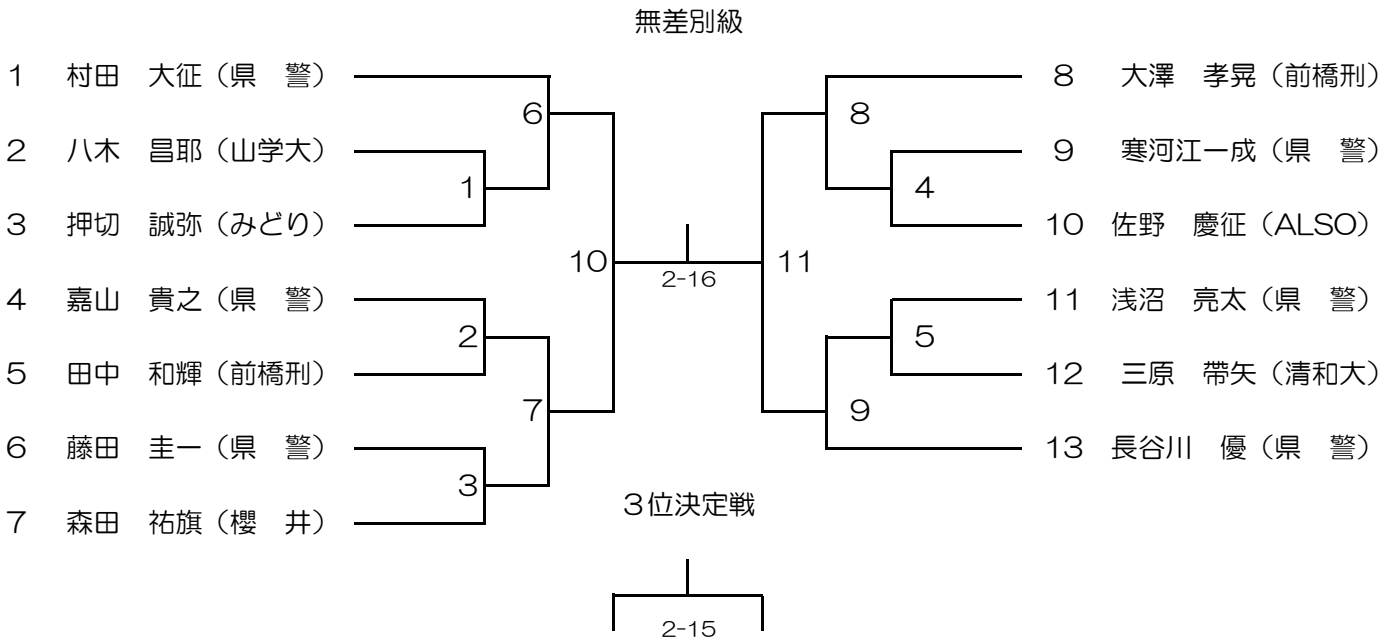 無差別級
1 村田 大征（県 警） 8 大澤 孝晃（前橋刑）
6 8
2 八木 昌耶（山学大） 9 寒河江一成（県 警）
1 4
3 押切 誠弥（みどり） 10 佐野 慶征（ALSO）
10 2-16 11
4 嘉山 貴之（県 警） 11 浅沼 亮太（県 警）
2 5
5 田中 和輝（前橋刑） 12 三原 帯矢（清和大）
7 9
6 藤田 圭一（県 警） 13 長谷川 優（県 警）
3
3位決定戦
7 森田 祐旗（櫻 井）
2-15